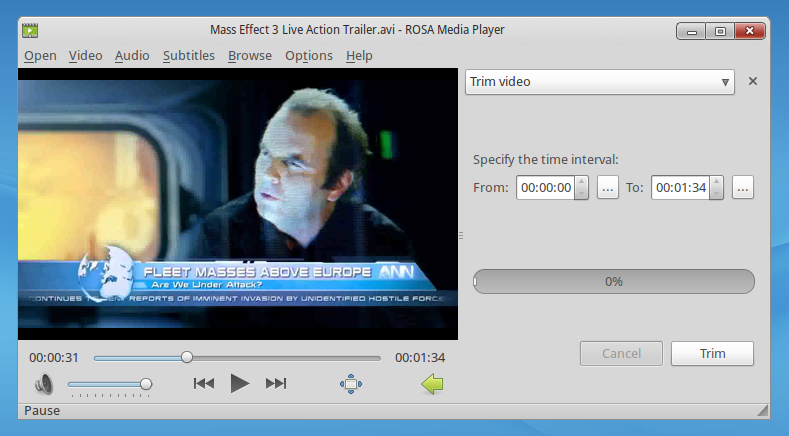 Mass Effect 3 Live Action Trailer.avi - ROSA Media Player
Open Video Audio Subtitles Browse Options Help
Trim video
Specify the time interval:
From: 00:00:00 ... To: 00:01:34 ...
FLEET MASSES ABOVE EUROPE ANN
Are We Under Attack?
CONTINUES REPORTS OF IMMINENT INVASION BY UNIDENTIFIED HOSTILE FORCE
0%
00:00:31 00:01:34
Cancel Trim
Pause